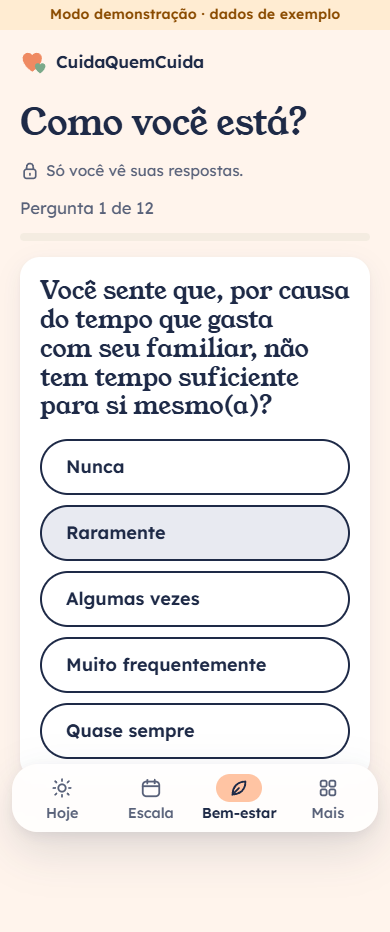 Modo demonstração · dados de exemplo
CuidaQuemCuida
Como você está?
Só você vê suas respostas.
Pergunta 1 de 12
Você sente que, por causa
do tempo que gasta
com seu familiar, não
tem tempo suficiente
para si mesmo(a)?
Nunca
Raramente
Algumas vezes
Muito frequentemente
Quase sempre
Hoje
Escala
Bem-estar
Mais